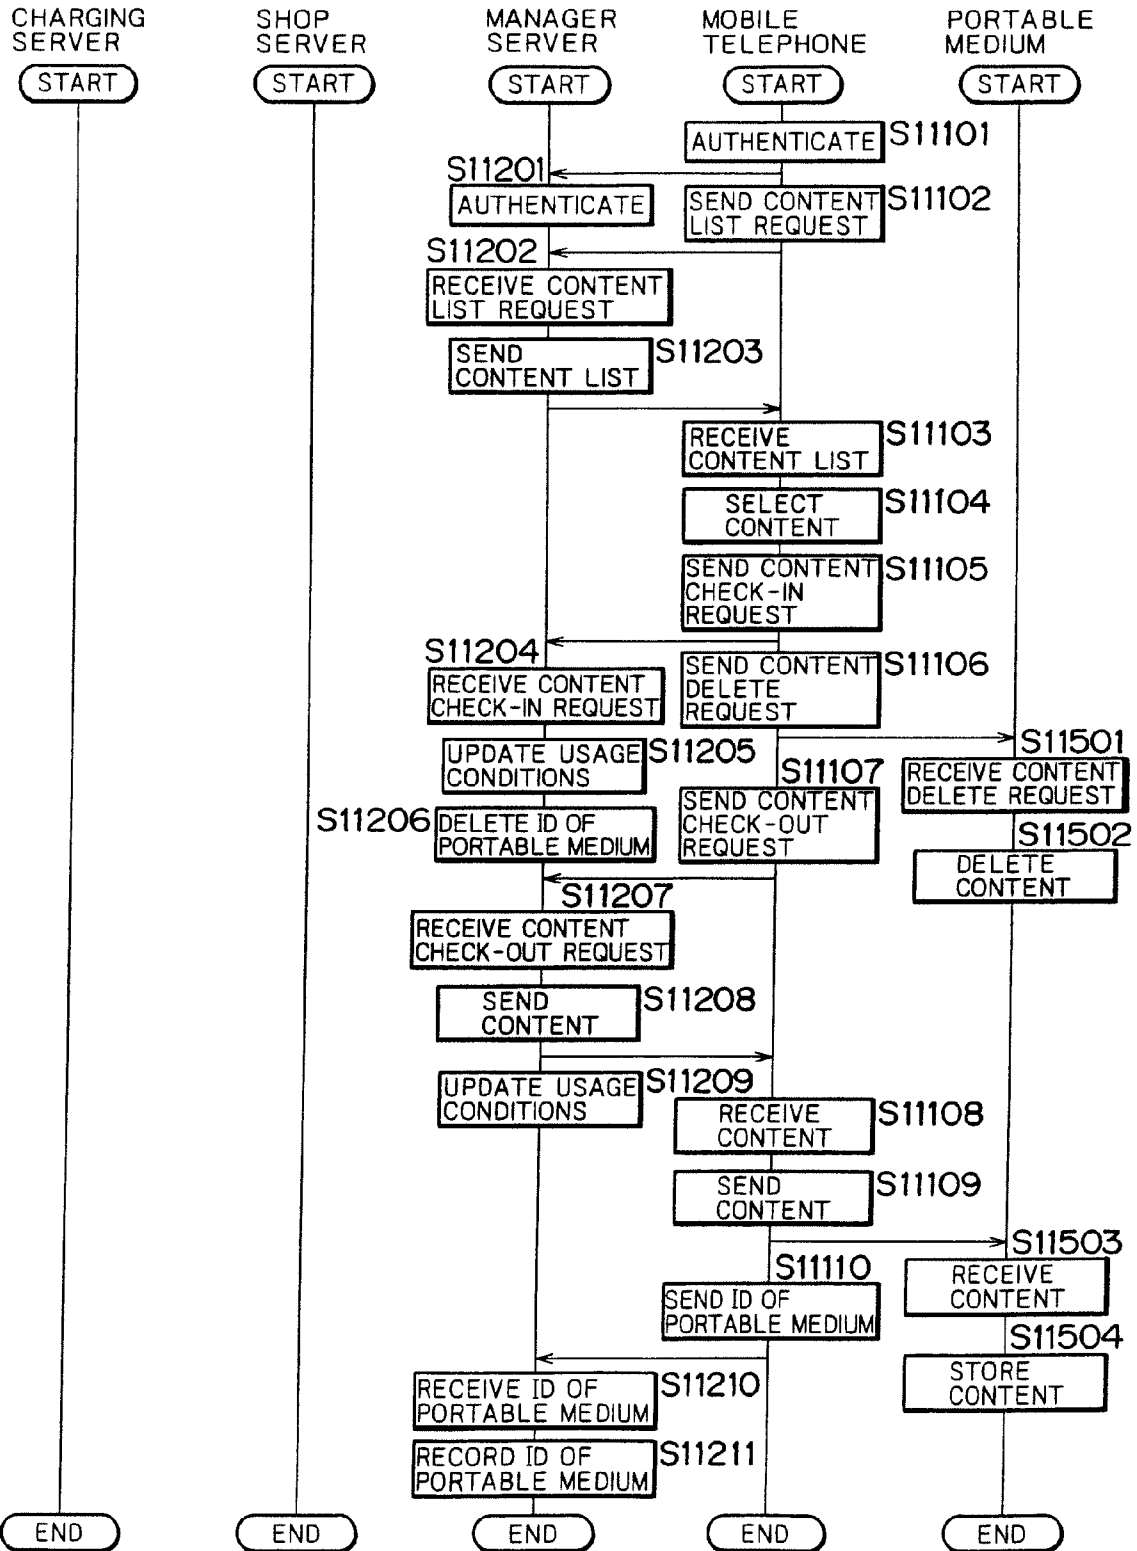 CHARGING
SERVER
SHOP
SERVER
MANAGER
SERVER
MOBILE
TELEPHONE
PORTABLE
MEDIUM
START
START
START
START
START
AUTHENTICATE
S11101
S11201
AUTHENTICATE
SEND CONTENT
LIST REQUEST
S11102
S11202
RECEIVE CONTENT
LIST REQUEST
SEND
CONTENT LIST
S11203
RECEIVE
CONTENT LIST
S11103
SELECT
CONTENT
S11104
SEND CONTENT
CHECK-IN
REQUEST
S11105
S11204
RECEIVE CONTENT
CHECK-IN REQUEST
SEND CONTENT
DELETE
REQUEST
S11106
UPDATE USAGE
CONDITIONS
S11205
S11501
RECEIVE CONTENT
DELETE REQUEST
S11107
SEND CONTENT
CHECK-OUT
REQUEST
S11206
DELETE ID OF
PORTABLE MEDIUM
S11502
DELETE
CONTENT
S11207
RECEIVE CONTENT
CHECK-OUT REQUEST
SEND
CONTENT
S11208
UPDATE USAGE
CONDITIONS
S11209
RECEIVE
CONTENT
S11108
SEND
CONTENT
S11109
S11503
RECEIVE
CONTENT
S11110
SEND ID OF
PORTABLE MEDIUM
S11504
STORE
CONTENT
RECEIVE ID OF
PORTABLE MEDIUM
S11210
RECORD ID OF
PORTABLE MEDIUM
S11211
END
END
END
END
END